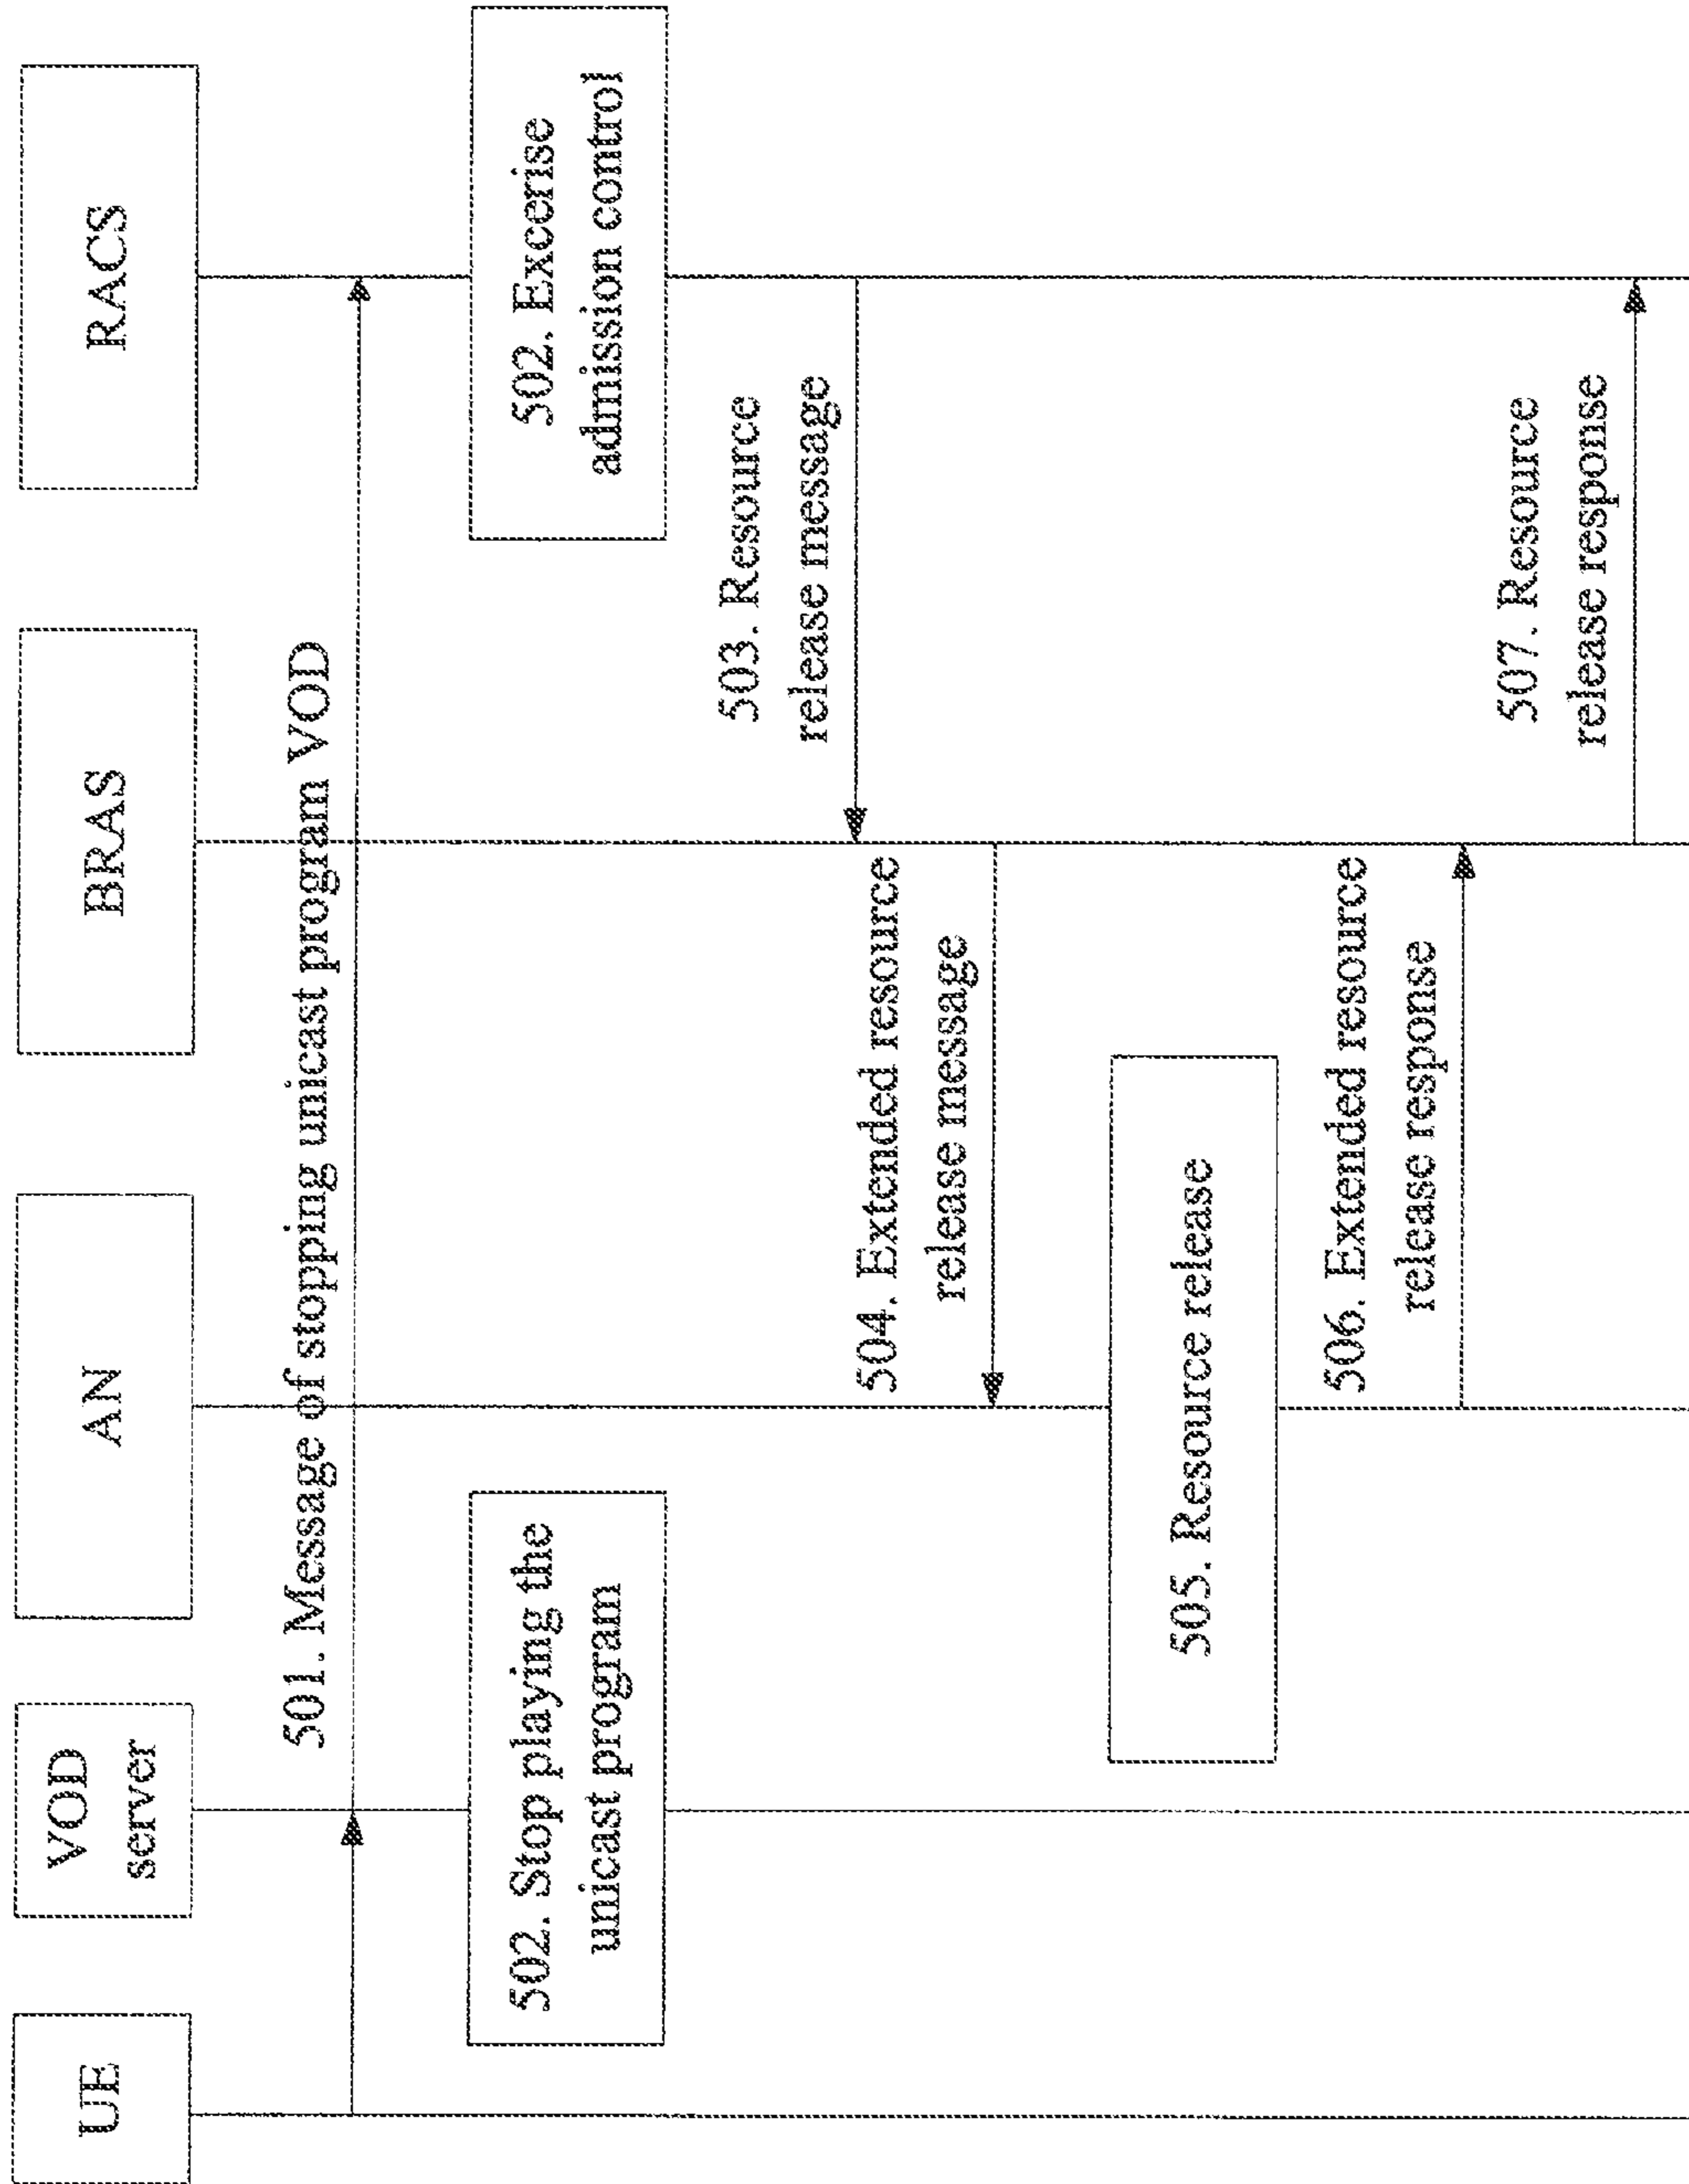 UE
VOD
server
AN
BRAS
RACS
501. Message of stopping unicast program VOD
502. Stop playing the
unicast program
502. Excerise
admission control
503. Resource
release message
504. Extended resource
release message
505. Resource release
506. Extended resource
release response
507. Resource
release response